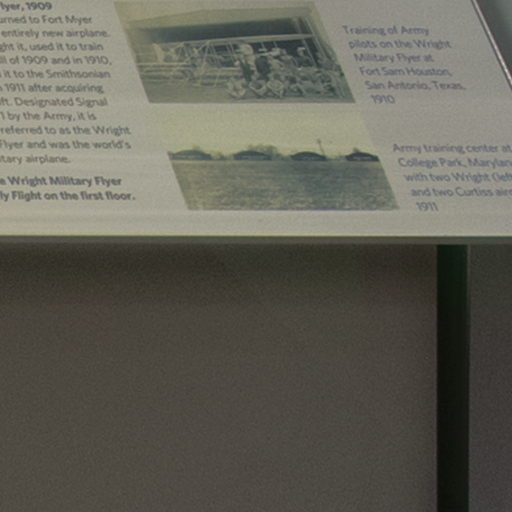 lyer, 1909
urned to Fort Myer
entirely new airplane.
ght it, used it to train
ll of 1909 and in 1910,
it to the Smithsonian
1911 after acquiring
ft. Designated Signal
1 by the Army, it is
referred to as the Wright
Flyer and was the world's
itary airplane.
e Wright Military Flyer
ly Flight on the first floor.
Training of Army
pilots on the Wright
Military Flyer at
Fort Sam Houston,
San Antonio, Texas,
1910
Army training center at
College Park, Marylan
with two Wright (left
and two Curtiss air
1911